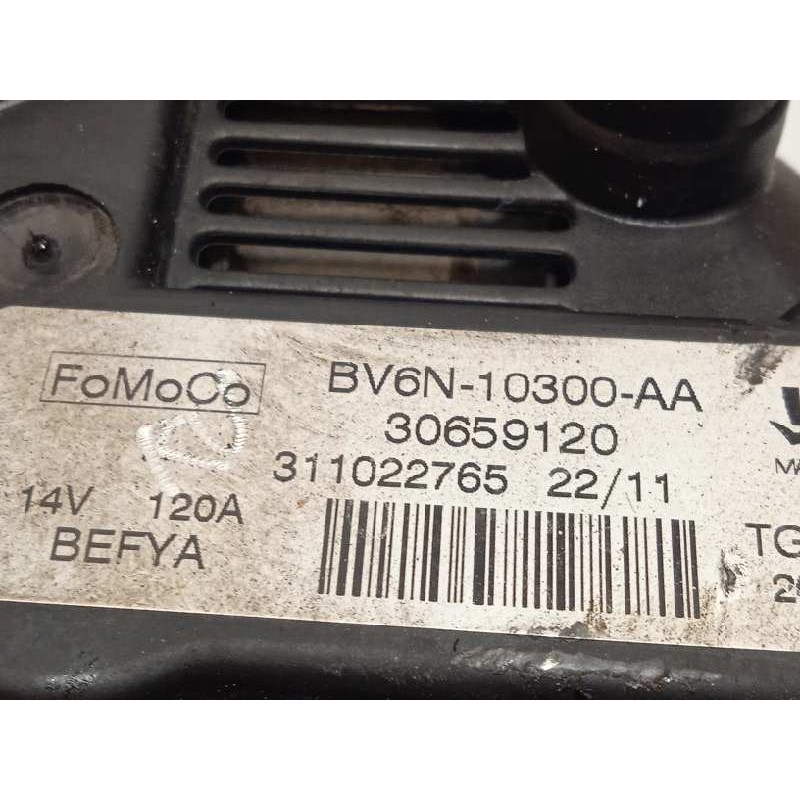 FoMoCo
BV6N-10300-AA
30659120
311022765 22/11
14V 120A
BEFYA
TG